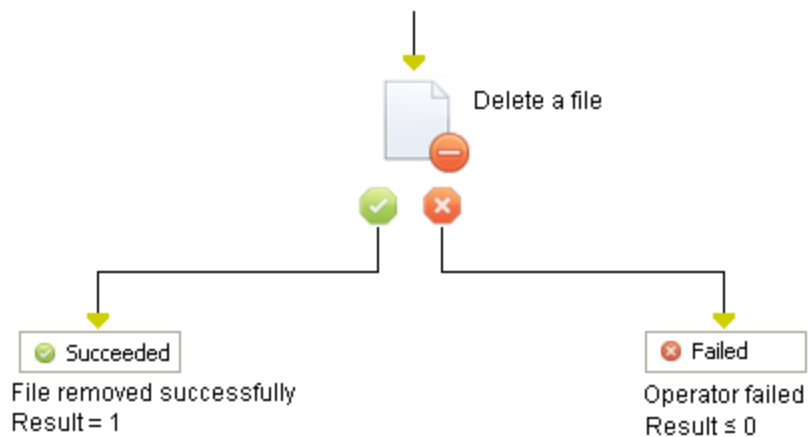 Delete a file
Succeeded
File removed successfully
Result = 1
Failed
Operator failed
Result ≤ 0